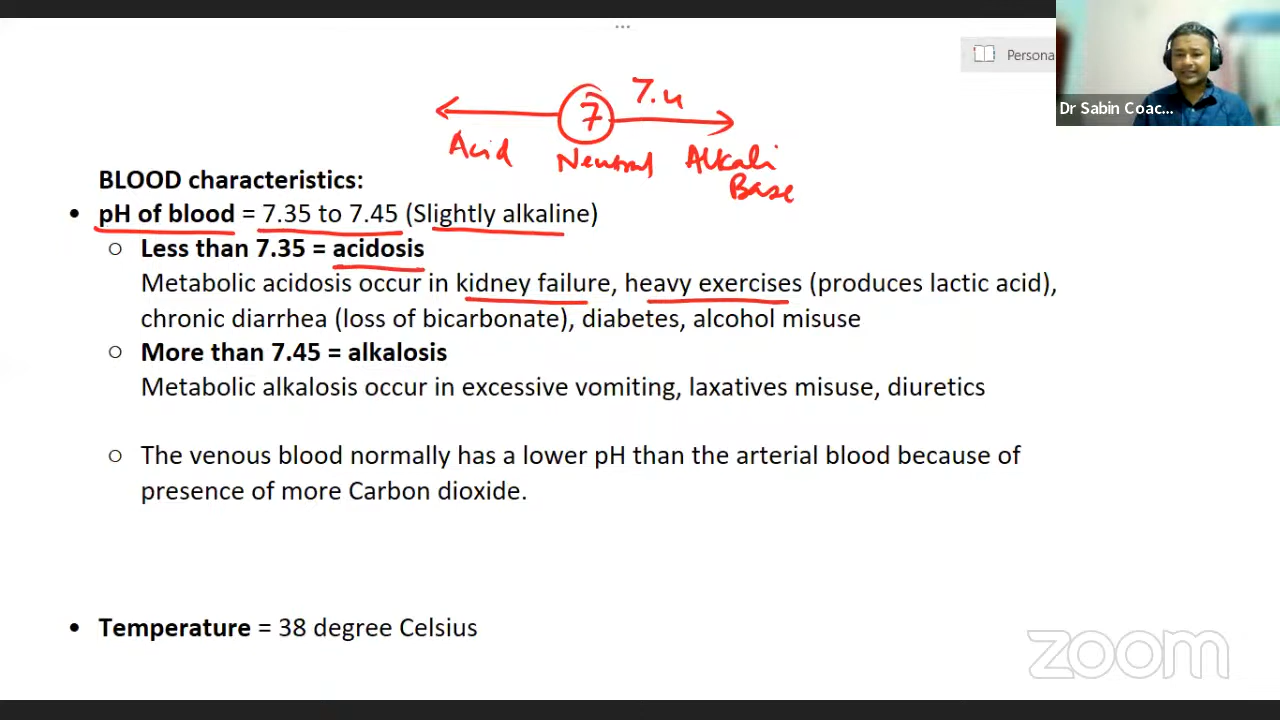 ...
Persona
7
7.4
Acid
Neutral
Alkali
Base
Dr Sabin Coac...
BLOOD characteristics:
• pH of blood = 7.35 to 7.45 (Slightly alkaline)
○ Less than 7.35 = acidosis
Metabolic acidosis occur in kidney failure, heavy exercises (produces lactic acid),
chronic diarrhea (loss of bicarbonate), diabetes, alcohol misuse
○ More than 7.45 = alkalosis
Metabolic alkalosis occur in excessive vomiting, laxatives misuse, diuretics
○ The venous blood normally has a lower pH than the arterial blood because of
presence of more Carbon dioxide.
• Temperature = 38 degree Celsius
zoom